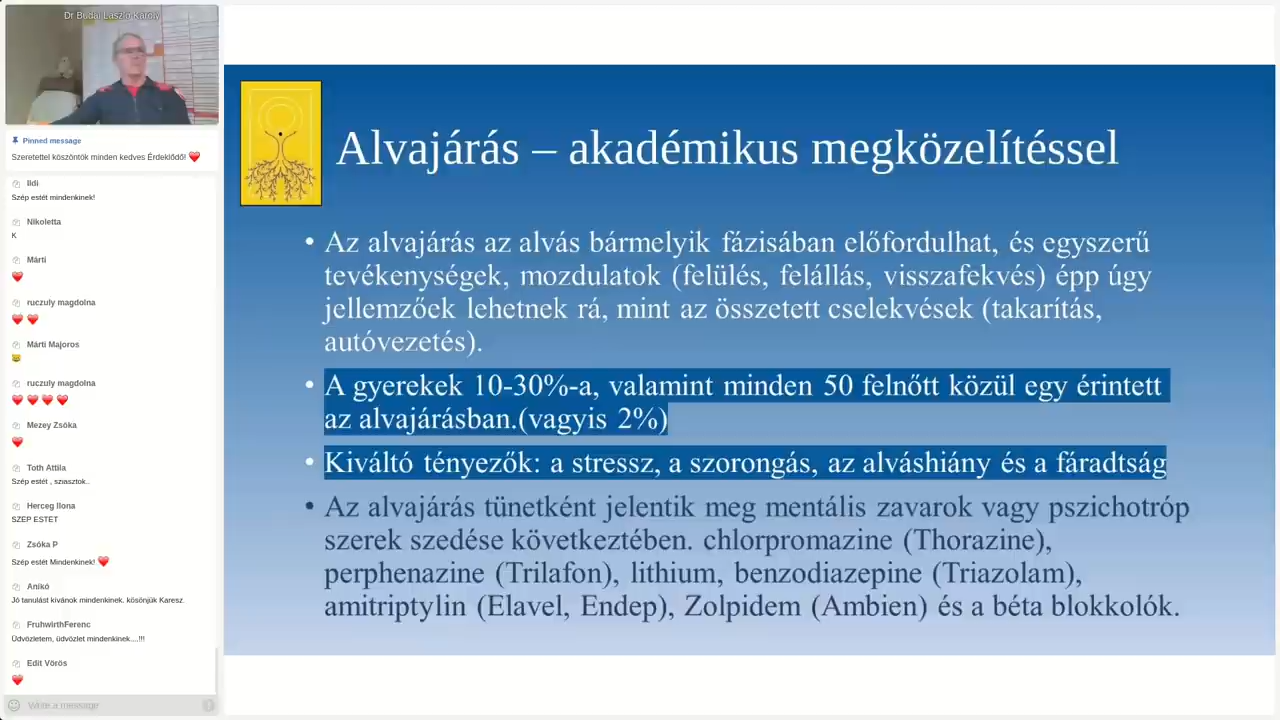 Dr Budai László Károly
Pinned message
Szeretettel köszöntök minden kedves Érdeklődő! ❤️
Ildi
Szép estét mindenkinek!
Nikoletta
K
Márti
❤️
ruczuly magdolna
❤️ ❤️
Márti Majoros
ruczuly magdolna
❤️ ❤️ ❤️ ❤️
Mezey Zsóka
❤️
Toth Attila
Szép estét , sziasztok..
Herceg Ilona
SZEP ESTET
Zsóka P
Szép estét Mindenkinek! ❤️
Anikó
Jó tanulást kívánok mindenkinek. kösönjük Karesz.
FruhwirthFerenc
Üdvözletem, üdvözlet mindenkinek....!!!
Edit Vörös
❤️
Write a message
Alvajárás – akadémikus megközelítéssel
• Az alvajárás az alvás bármelyik fázisában előfordulhat, és egyszerű
tevékenységek, mozdulatok (felülés, felállás, visszafekvés) épp úgy
jellemzőek lehetnek rá, mint az összetett cselekvések (takarítás,
autóvezetés).
• A gyerekek 10-30%-a, valamint minden 50 felnőtt közül egy érintett
az alvajárásban.(vagyis 2%)
• Kiváltó tényezők: a stressz, a szorongás, az alváshiány és a fáradtság
• Az alvajárás tünetként jelentik meg mentális zavarok vagy pszichotróp
szerek szedése következtében. chlorpromazine (Thorazine),
perphenazine (Trilafon), lithium, benzodiazepine (Triazolam),
amitriptylin (Elavel, Endep), Zolpidem (Ambien) és a béta blokkolók.